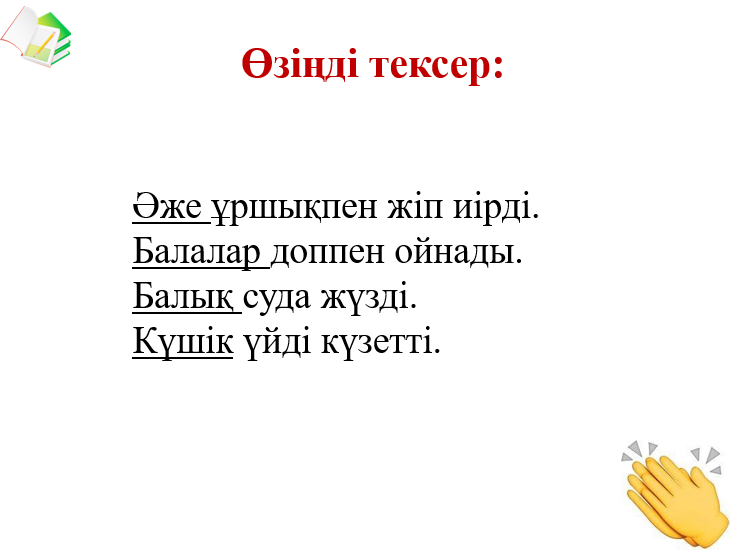 Өзіңді тексер:
Әже ұршықпен жіп иірді.
Балалар доппен ойнады.
Балық суда жүзді.
Күшік үйді күзетті.